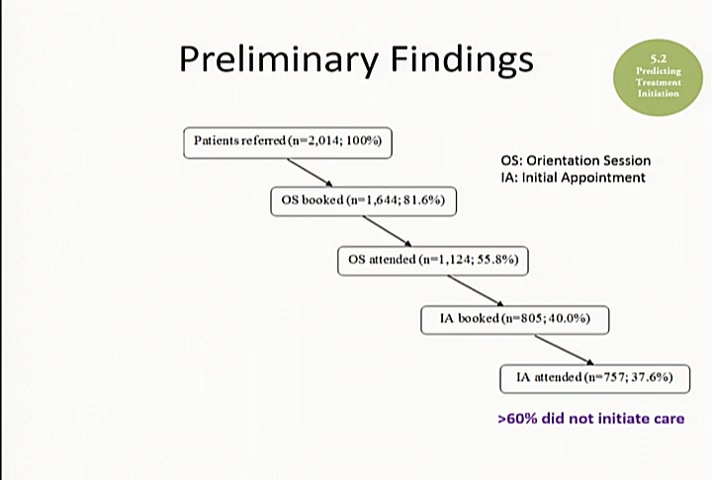 Preliminary Findings
5.2
Predicting
Treatment
Initiation
Patients referred (n=2,014; 100%)
OS: Orientation Session
IA: Initial Appointment
OS booked (n=1,644; 81.6%)
OS attended (n=1,124; 55.8%)
IA booked (n=805; 40.0%)
IA attended (n=757; 37.6%)
>60% did not initiate care